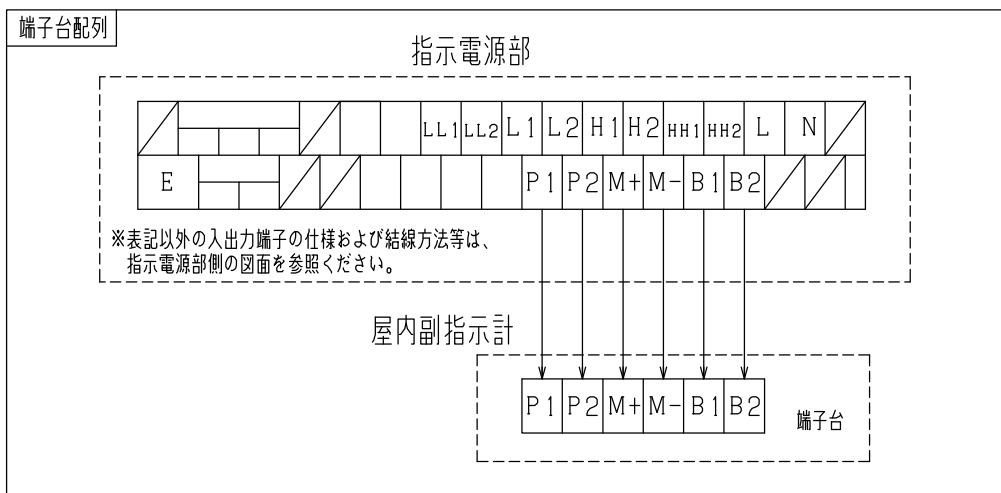 端子台配列
指示電源部
LL1 LL2 L1 L2 H1 H2 HH1 HH2 L N
E P1 P2 M+ M- B1 B2
※表記以外の入出力端子の仕様および結線方法等は、
指示電源部側の図面を参照ください。
屋内副指示計
P1 P2 M+ M- B1 B2
端子台